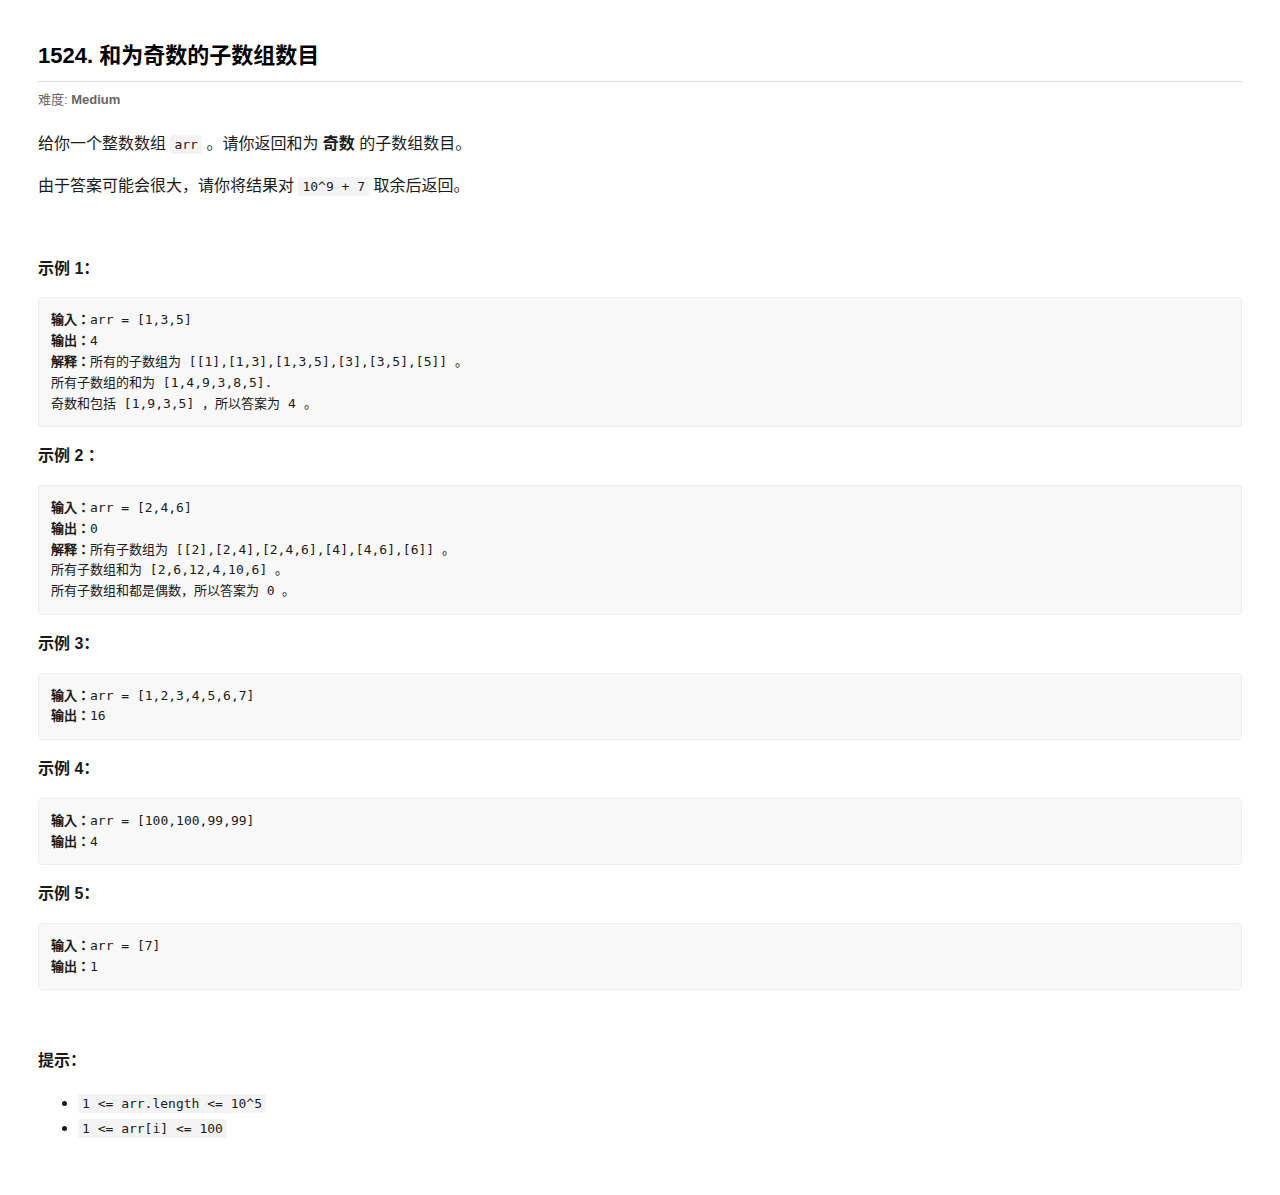 1524. 和为奇数的子数组数目
难度: Medium
给你一个整数数组 arr 。请你返回和为 奇数 的子数组数目。
由于答案可能会很大，请你将结果对 10^9 + 7 取余后返回。
示例 1：
输入：arr = [1,3,5]
输出：4
解释：所有的子数组为 [[1],[1,3],[1,3,5],[3],[3,5],[5]] 。
所有子数组的和为 [1,4,9,3,8,5].
奇数和包括 [1,9,3,5] ，所以答案为 4 。
示例 2 ：
输入：arr = [2,4,6]
输出：0
解释：所有子数组为 [[2],[2,4],[2,4,6],[4],[4,6],[6]] 。
所有子数组和为 [2,6,12,4,10,6] 。
所有子数组和都是偶数，所以答案为 0 。
示例 3：
输入：arr = [1,2,3,4,5,6,7]
输出：16
示例 4：
输入：arr = [100,100,99,99]
输出：4
示例 5：
输入：arr = [7]
输出：1
提示：
1 <= arr.length <= 10^5
1 <= arr[i] <= 100